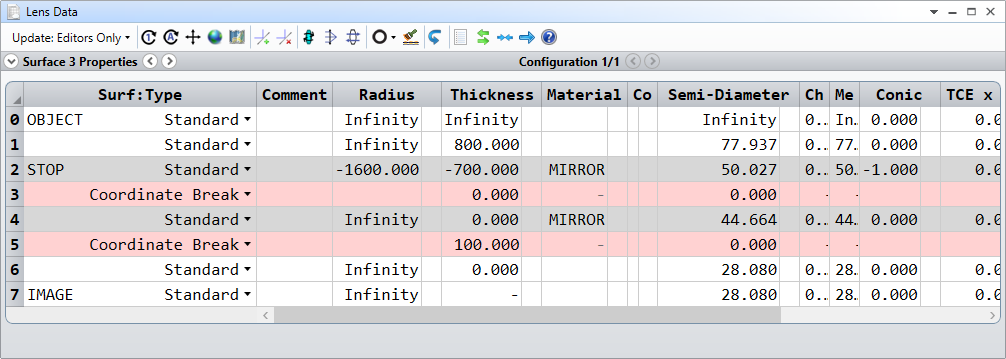 Lens Data
Update: Editors Only
Surface 3 Properties Configuration 1/1
Surf:Type Comment Radius Thickness Material Co Semi-Diameter Ch Me Conic TCE x
0 OBJECT Standard Infinity Infinity Infinity 0.. In.. 0.000 0.0
1 Standard Infinity 800.000 77.937 0.. 77.. 0.000 0.0
2 STOP Standard -1600.000 -700.000 MIRROR 50.027 0.. 50.. -1.000 0.0
3 Coordinate Break 0.000 - 0.000 - -
4 Standard Infinity 0.000 MIRROR 44.664 0.. 44.. 0.000 0.0
5 Coordinate Break 100.000 - 0.000 - -
6 Standard Infinity 0.000 28.080 0.. 28.. 0.000 0.0
7 IMAGE Standard Infinity - 28.080 0.. 28.. 0.000 0.0